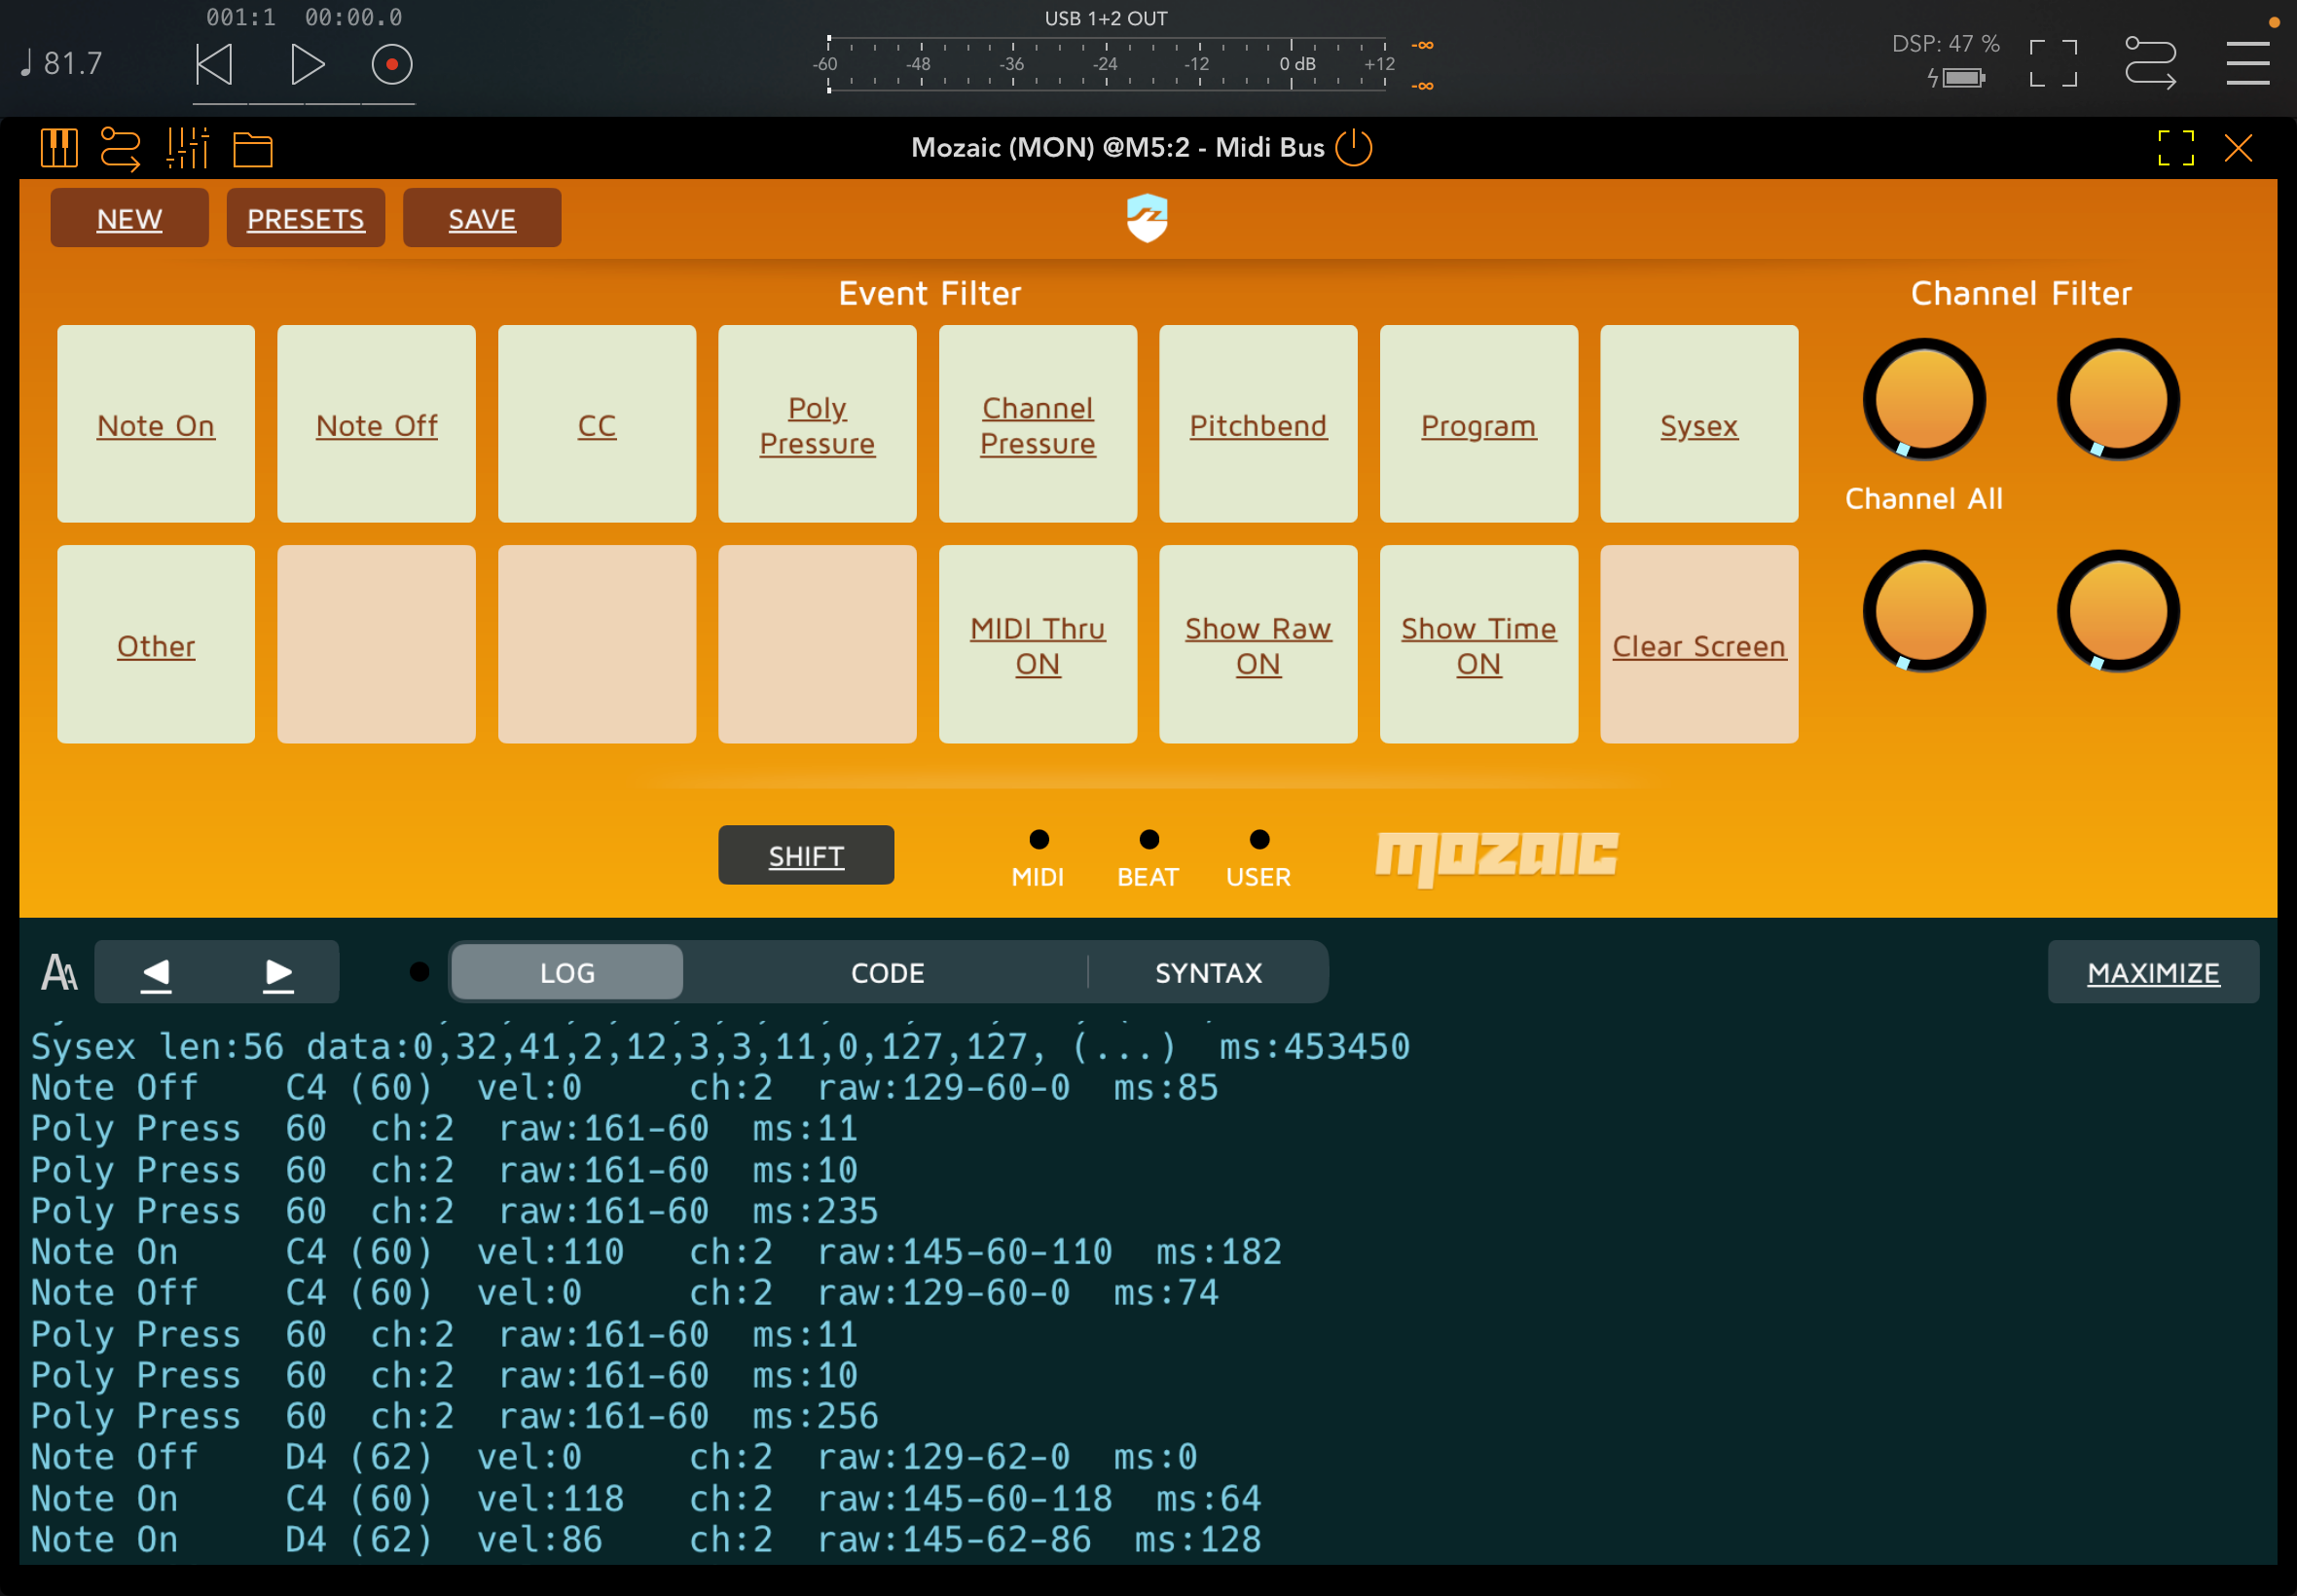 001:1 00:00.0
USB 1+2 OUT
♩ 81.7
-60 -48 -36 -24 -12 0 dB +12
-∞
-∞
DSP: 47 %
Mozaic (MON) @M5:2 - Midi Bus
NEW PRESETS SAVE
Event Filter
Channel Filter
Note On
Note Off
CC
Poly
Pressure
Channel
Pressure
Pitchbend
Program
Sysex
Channel All
Other
MIDI Thru
ON
Show Raw
ON
Show Time
ON
Clear Screen
SHIFT
MIDI BEAT USER
mozaic
AA
LOG CODE SYNTAX
MAXIMIZE
Sysex len:56 data:0,32,41,2,12,3,3,11,0,127,127, (...) ms:453450
Note Off C4 (60) vel:0 ch:2 raw:129-60-0 ms:85
Poly Press 60 ch:2 raw:161-60 ms:11
Poly Press 60 ch:2 raw:161-60 ms:10
Poly Press 60 ch:2 raw:161-60 ms:235
Note On C4 (60) vel:110 ch:2 raw:145-60-110 ms:182
Note Off C4 (60) vel:0 ch:2 raw:129-60-0 ms:74
Poly Press 60 ch:2 raw:161-60 ms:11
Poly Press 60 ch:2 raw:161-60 ms:10
Poly Press 60 ch:2 raw:161-60 ms:256
Note Off D4 (62) vel:0 ch:2 raw:129-62-0 ms:0
Note On C4 (60) vel:118 ch:2 raw:145-60-118 ms:64
Note On D4 (62) vel:86 ch:2 raw:145-62-86 ms:128